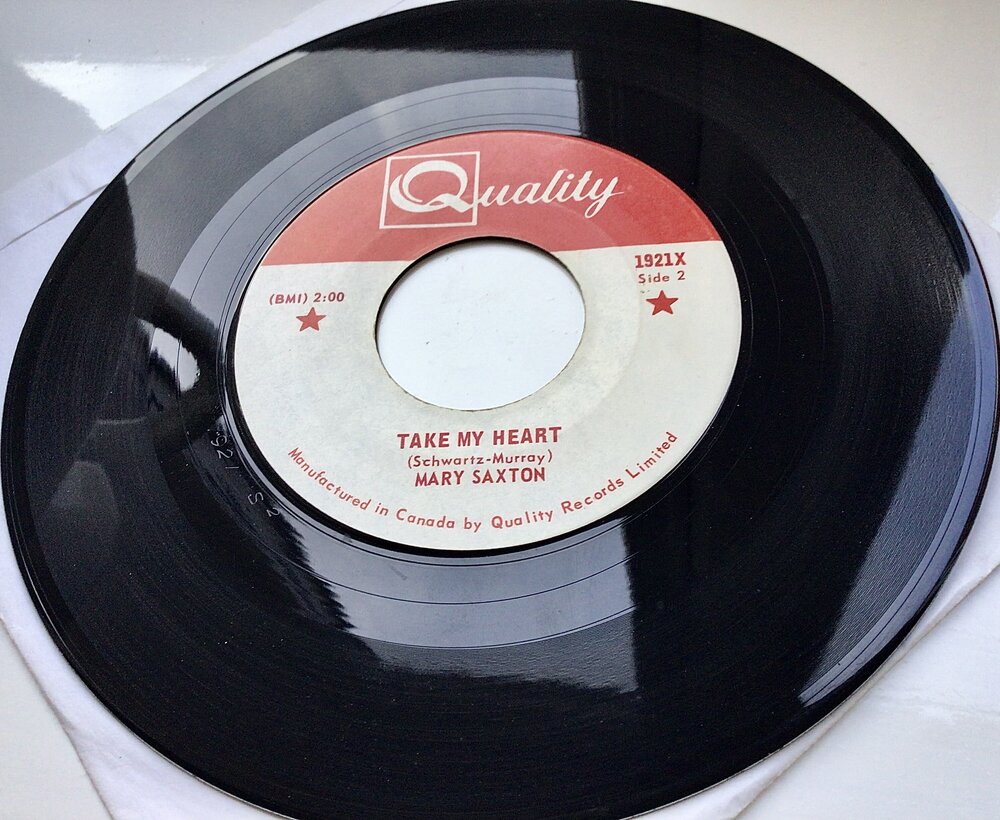 Quality
1921X
Side 2
(BMI) 2:00
TAKE MY HEART
(Schwartz-Murray)
MARY SAXTON
Manufactured in Canada by Quality Records Limited